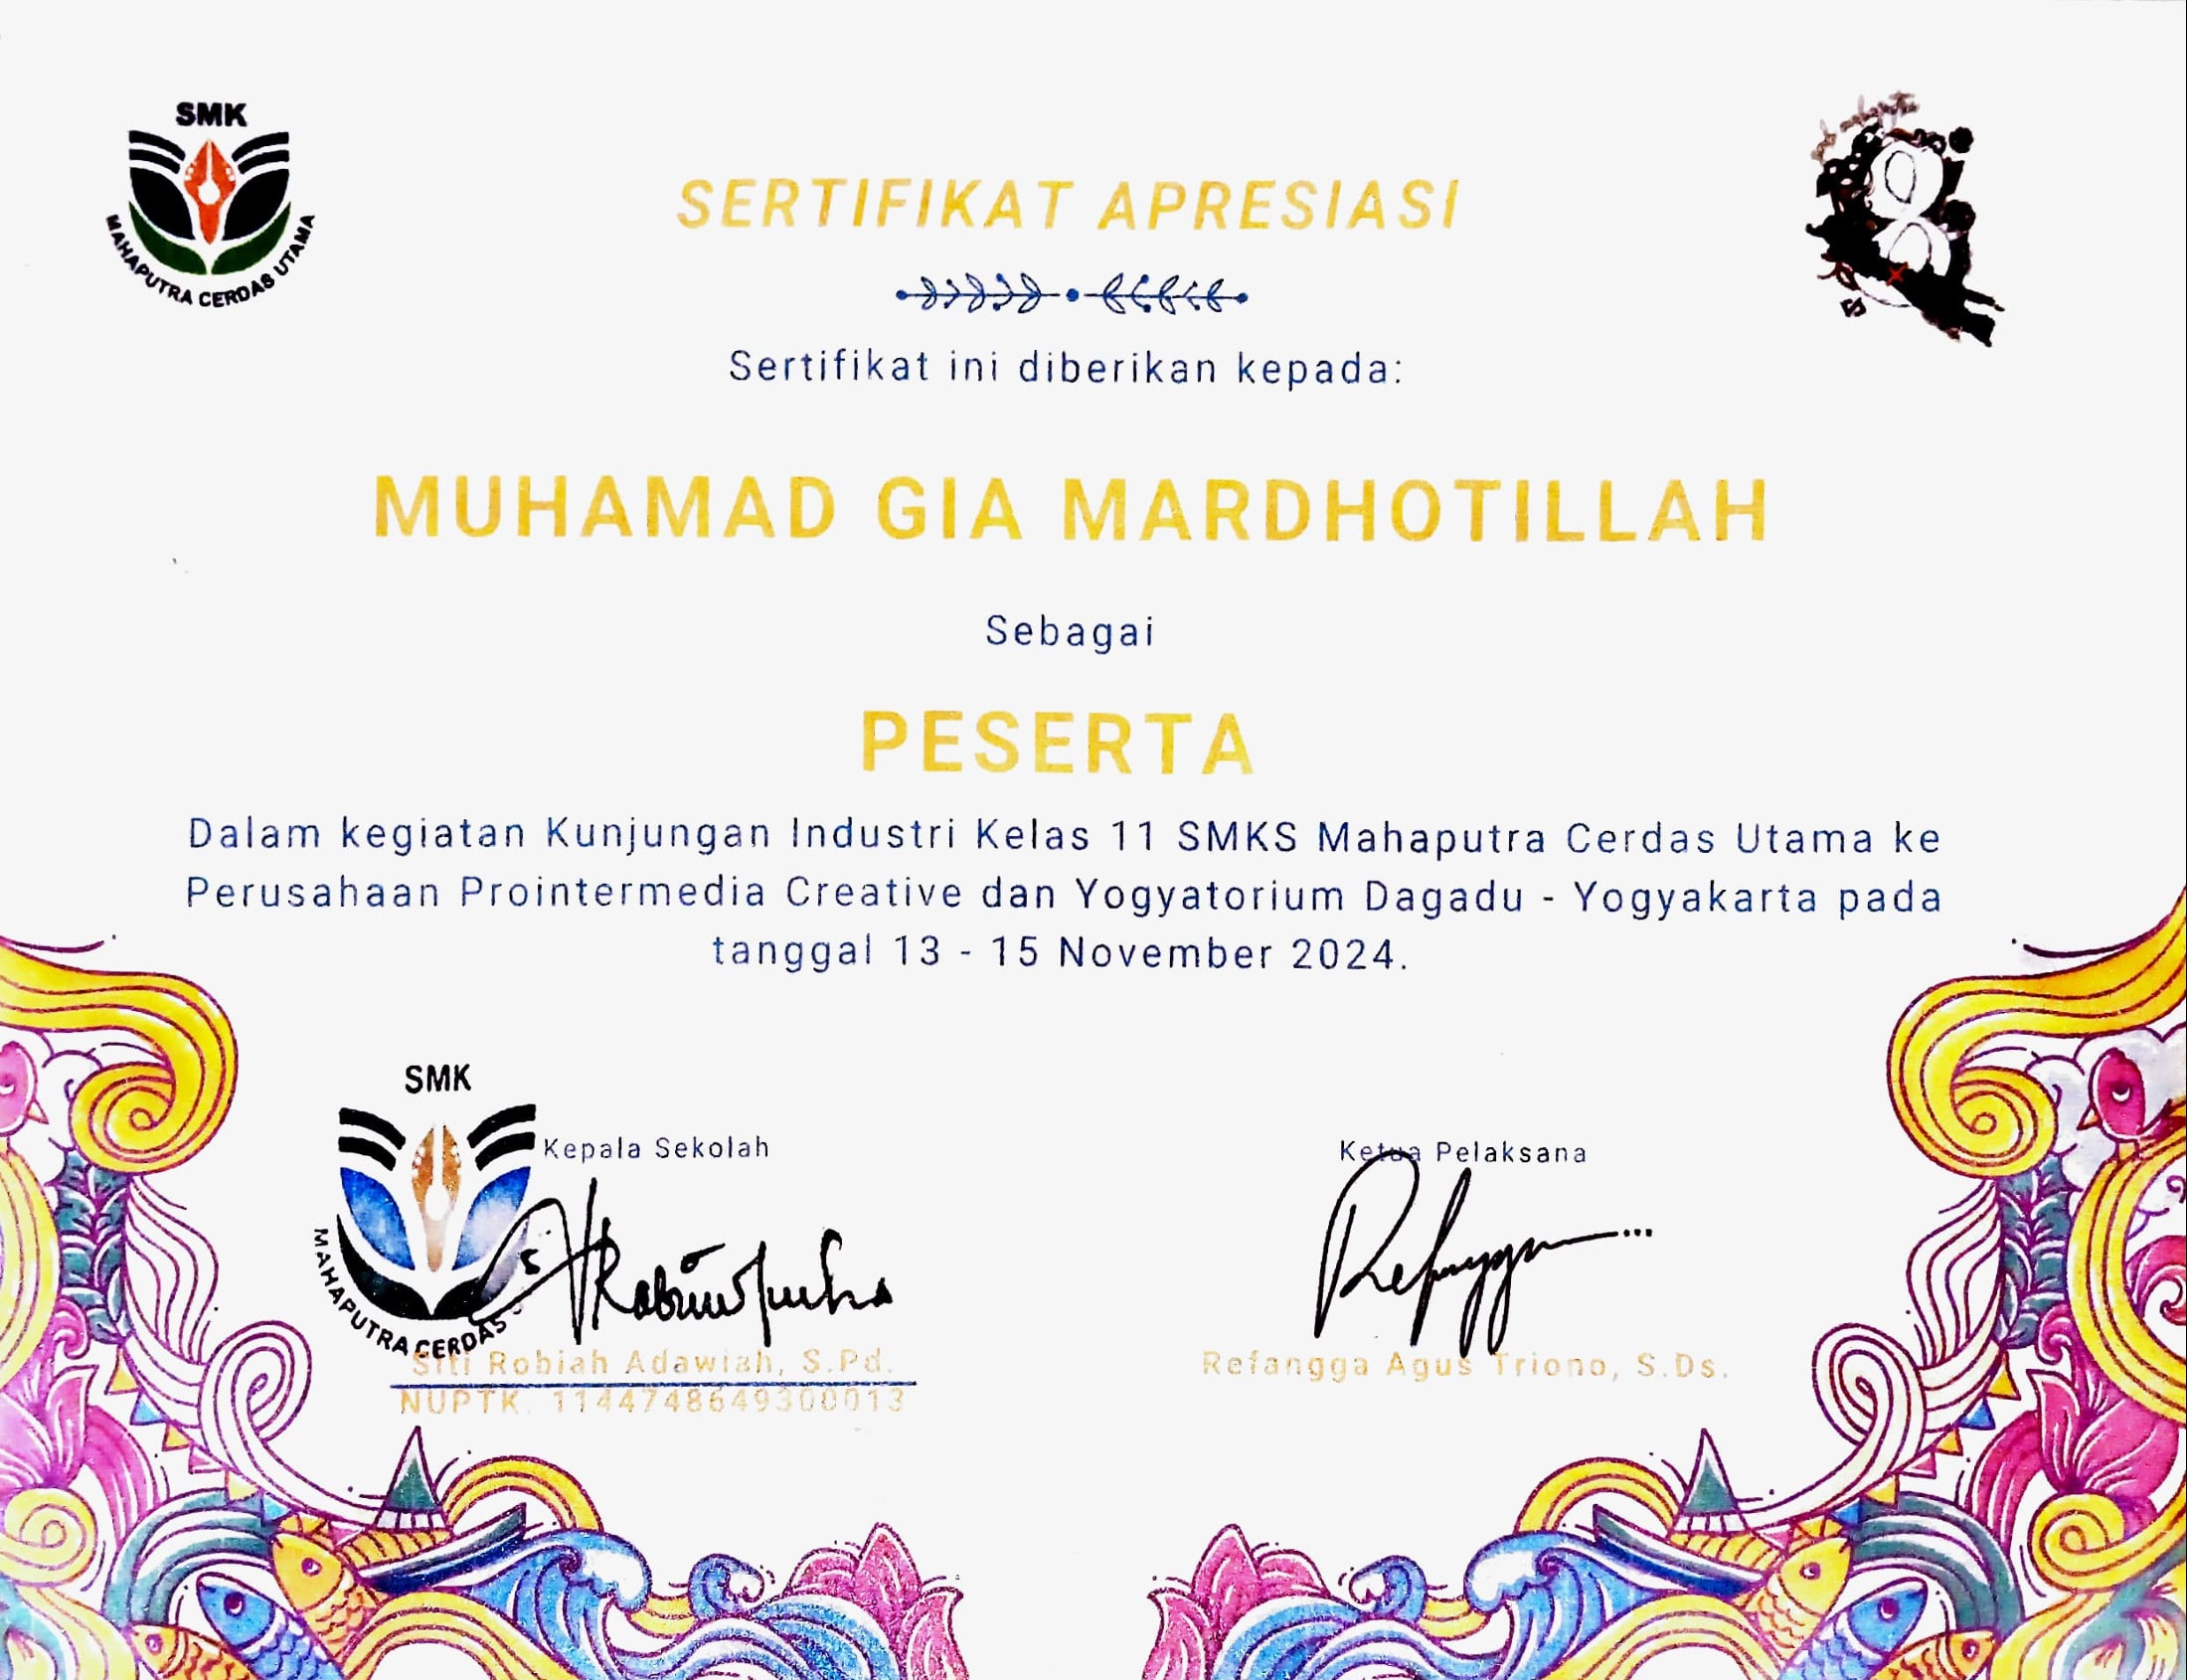 SMK
MAHAPUTRA CERDAS UTAMA
SERTIFIKAT APRESIASI
Sertifikat ini diberikan kepada:
MUHAMAD GIA MARDHOTILLAH
Sebagai
PESERTA
Dalam kegiatan Kunjungan Industri Kelas 11 SMKS Mahaputra Cerdas Utama ke
Perusahaan Prointermedia Creative dan Yogyatorium Dagadu - Yogyakarta pada
tanggal 13 - 15 November 2024.
SMK
MAHAPUTRA CERDAS
Kepala Sekolah
Siti Robiah Adawiah, S.Pd.
NUPTK. 1144748649300013
Ketua Pelaksana
Refangga Agus Triono, S.Ds.